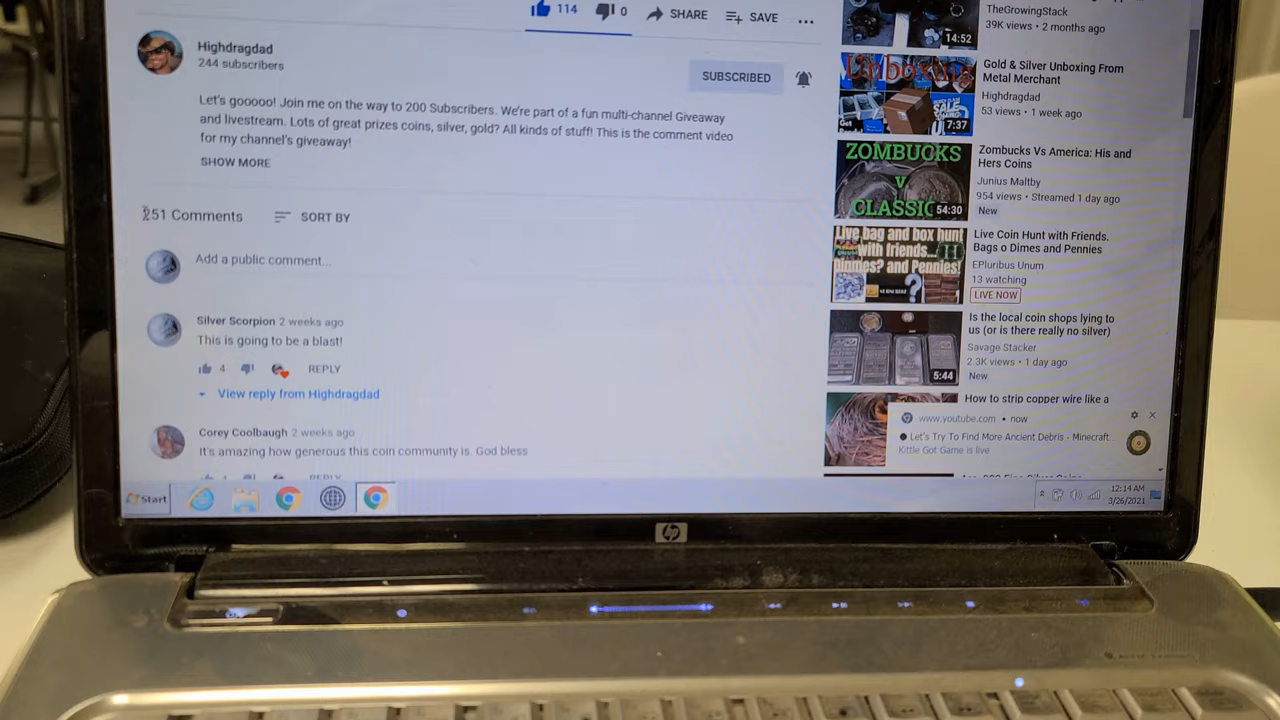 114 0 SHARE SAVE ...
Highdragdad
244 subscribers
SUBSCRIBED
Let's gooooo! Join me on the way to 200 Subscribers. We're part of a fun multi-channel Giveaway
and livestream. Lots of great prizes coins, silver, gold? All kinds of stuff! This is the comment video
for my channel's giveaway!
SHOW MORE
251 Comments SORT BY
Add a public comment...
Silver Scorpion 2 weeks ago
This is going to be a blast!
4 REPLY
View reply from Highdragdad
Corey Coolbaugh 2 weeks ago
It's amazing how generous this coin community is. God bless
REPLY
TheGrowingStack
39K views • 2 months ago
14:52
Unboxing
SALE
7:37
Gold & Silver Unboxing From
Metal Merchant
Highdragdad
53 views • 1 week ago
ZOMBUCKS
V.
CLASSIC
54:30
Zombucks Vs America: His and
Hers Coins
Junius Maltby
954 views • Streamed 1 day ago
New
Live bag and box hunt
with friends...
Dimes? and Pennies!
Live Coin Hunt with Friends.
Bags o Dimes and Pennies
EPluribus Unum
13 watching
LIVE NOW
5:44
Is the local coin shops lying to
us (or is there really no silver)
Savage Stacker
2.3K views • 1 day ago
New
How to strip copper wire like a
www.youtube.com • now
Let's Try To Find More Ancient Debris - Minecraft...
Kittle Got Game is live
Start
12:14 AM
3/26/2021
hp